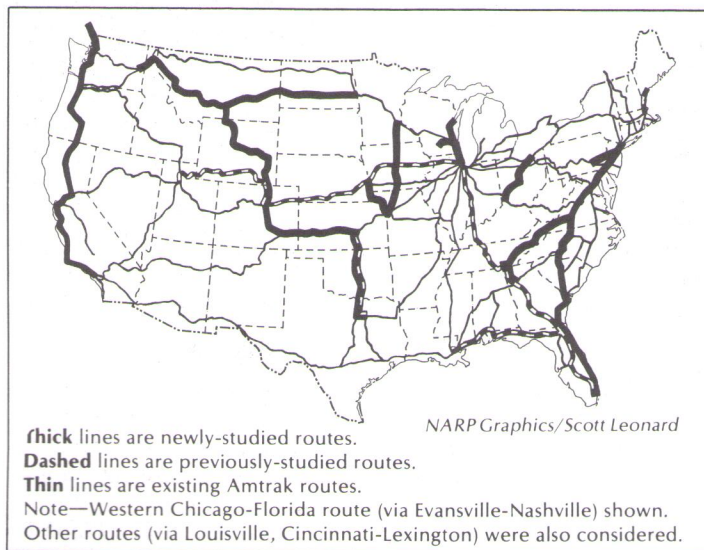 NARP Graphics/Scott Leonard
Thick lines are newly-studied routes.
Dashed lines are previously-studied routes.
Thin lines are existing Amtrak routes.
Note—Western Chicago-Florida route (via Evansville-Nashville) shown.
Other routes (via Louisville, Cincinnati-Lexington) were also considered.